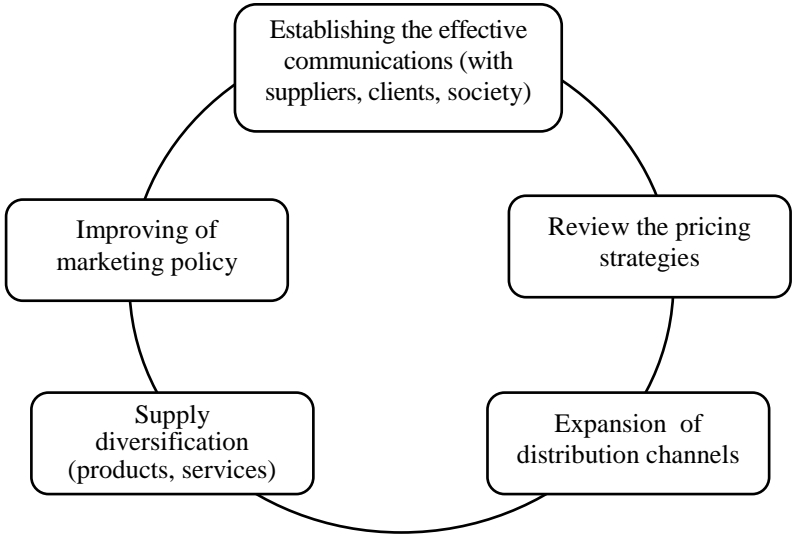 Establishing the effective
communications (with
suppliers, clients, society)
Improving of
marketing policy
Review the pricing
strategies
Supply
diversification
(products, services)
Expansion of
distribution channels